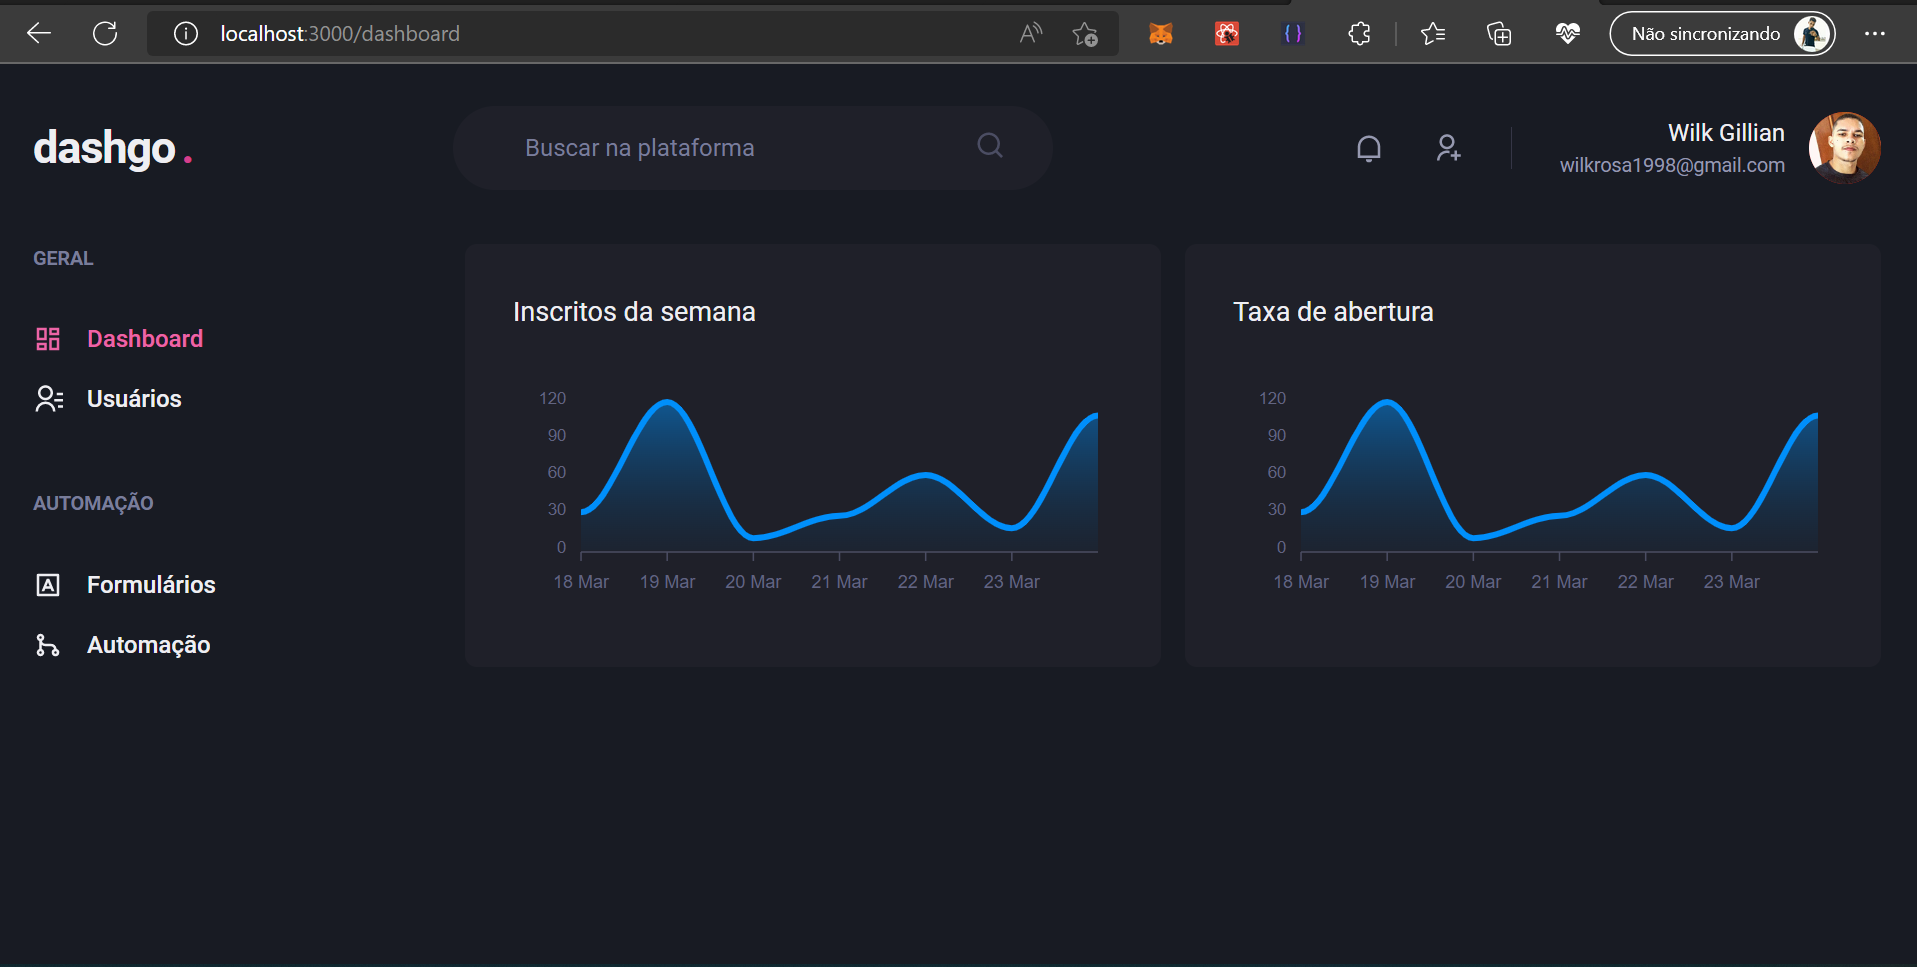 localhost:3000/dashboard
Não sincronizando
dashgo.
Buscar na plataforma
Wilk Gillian
wilkrosa1998@gmail.com
GERAL
Dashboard
Usuários
AUTOMAÇÃO
Formulários
Automação
Inscritos da semana
120
90
60
30
0
18 Mar 19 Mar 20 Mar 21 Mar 22 Mar 23 Mar
Taxa de abertura
120
90
60
30
0
18 Mar 19 Mar 20 Mar 21 Mar 22 Mar 23 Mar